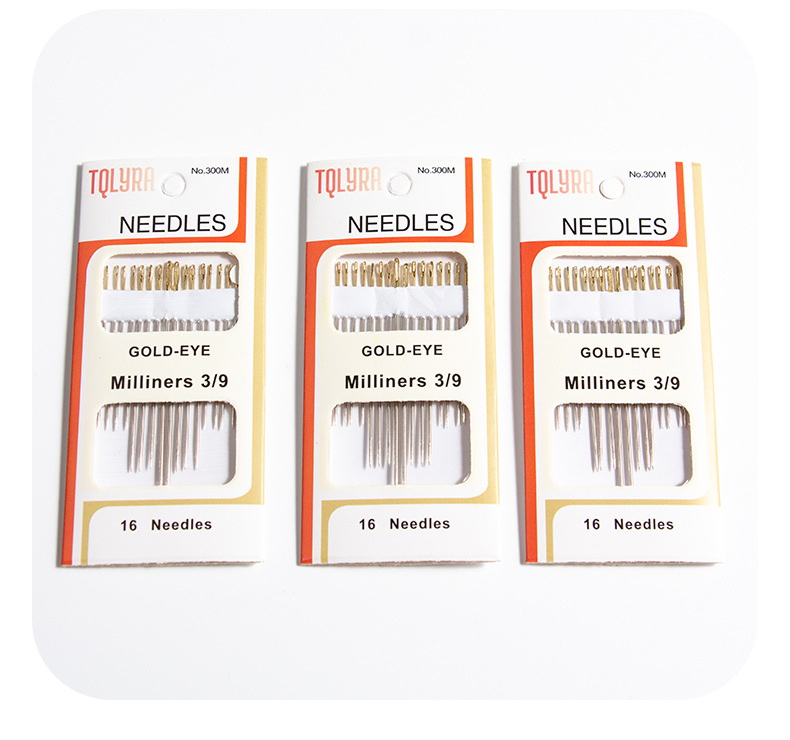 TQLYRA No.300M
NEEDLES
GOLD-EYE
Milliners 3/9
16 Needles
TQLYRA No.300M
NEEDLES
GOLD-EYE
Milliners 3/9
16 Needles
TQLYRA No.300M
NEEDLES
GOLD-EYE
Milliners 3/9
16 Needles